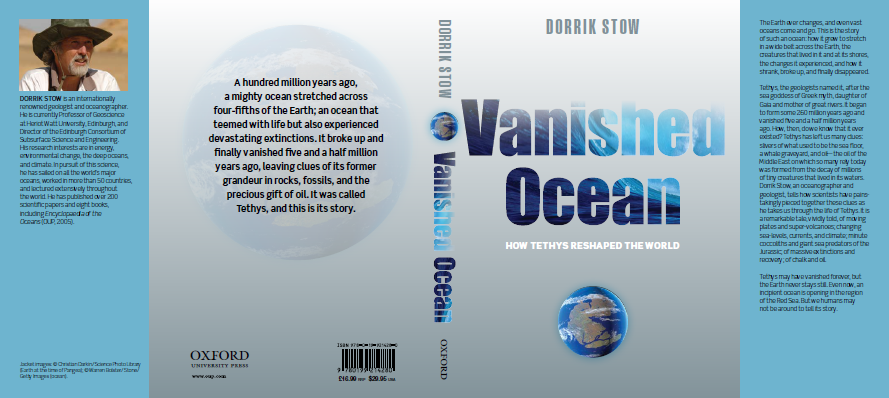 DORRIK STOW is an internationally
renowned geologist and oceanographer.
He is currently Professor of Geoscience
at Heriot Watt University, Edinburgh, and
Director of the Edinburgh Consortium of
Subsurface Science and Engineering.
His research interests are in energy,
environmental change, the deep oceans,
and climate. In pursuit of this science,
he has sailed on all the world's major
oceans, worked in more than 50 countries,
and lectured extensively throughout
the world. He has published over 200
scientific papers and eight books,
including Encyclopaedia of the
Oceans (OUP, 2005).
Jacket images: © Christian Darkin/Science Photo Library
(Earth at the time of Pangea); © Warren Bolster/Stone/
Getty Images (ocean).
A hundred million years ago,
a mighty ocean stretched across
four-fifths of the Earth; an ocean that
teemed with life but also experienced
devastating extinctions. It broke up and
finally vanished five and a half million
years ago, leaving clues of its former
grandeur in rocks, fossils, and the
precious gift of oil. It was called
Tethys, and this is its story.
OXFORD
UNIVERSITY PRESS
www.oup.com
ISBN 978-0-19-921428-0
9 780199 214280
£16.99 RRP $29.95 USA
DORRIK STOW
Vanished Ocean
OXFORD
DORRIK STOW
Vanished
Ocean
HOW TETHYS RESHAPED THE WORLD
The Earth ever changes, and even vast
oceans come and go. This is the story
of such an ocean: how it grew to stretch
in a wide belt across the Earth, the
creatures that lived in it and at its shores,
the changes it experienced, and how it
shrank, broke up, and finally disappeared.
Tethys, the geologists named it, after the
sea goddess of Greek myth, daughter of
Gaia and mother of great rivers. It began
to form some 260 million years ago and
vanished five and a half million years
ago. How, then, do we know that it ever
existed? Tethys has left us many clues:
slivers of what used to be the sea floor,
a whale graveyard, and oil – the oil of the
Middle East on which so many rely today
was formed from the decay of millions
of tiny creatures that lived in its waters.
Dorrik Stow, an oceanographer and
geologist, tells how scientists have pains-
takingly pieced together these clues as
he takes us through the life of Tethys. It is
a remarkable tale, vividly told, of moving
plates and super-volcanoes; changing
sea-levels, currents, and climate; minute
coccoliths and giant sea predators of the
Jurassic; of massive extinctions and
recovery; of chalk and oil.
Tethys may have vanished forever, but
the Earth never stays still. Even now, an
incipient ocean is opening in the region
of the Red Sea. But we humans may
not be around to tell its story.